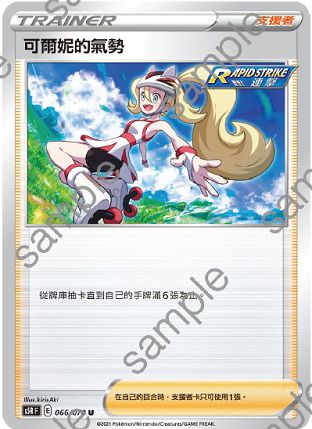 TRAINER 支援者
可爾妮的氣勢
RAPID STRIKE
連擊
從牌庫抽卡直到自己的手牌滿6張為止。
Illus.kirisAki
S5R F E 066/070 U
在自己的回合時,支援者卡只可使用1張。
©2021 Pokémon/Nintendo/Creatures/GAME FREAK.
sample
sample
sample
sample
sample
sample